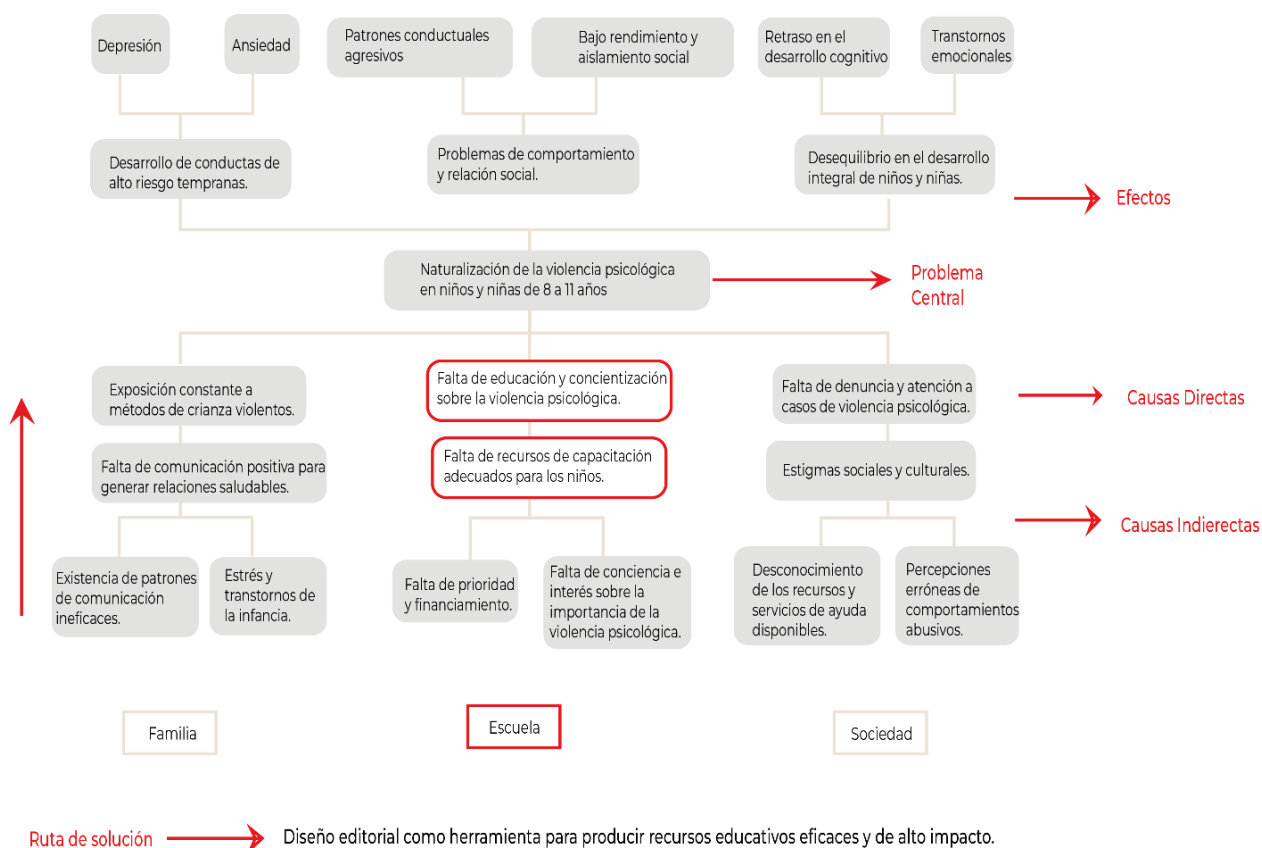 Depresión
Ansiedad
Patrones conductuales
agresivos
Bajo rendimiento y
aislamiento social
Retraso en el
desarrollo cognitivo
Transtornos
emocionales
Desarrollo de conductas de
alto riesgo tempranas.
Problemas de comportamiento
y relación social.
Desequilibrio en el desarrollo
integral de niños y niñas.
Efectos
Naturalización de la violencia psicológica
en niños y niñas de 8 a 11 años
Problema
Central
Exposición constante a
métodos de crianza violentos.
Falta de educación y concientización
sobre la violencia psicológica.
Falta de denuncia y atención a
casos de violencia psicológica.
Causas Directas
Falta de comunicación positiva para
generar relaciones saludables.
Falta de recursos de capacitación
adecuados para los niños.
Estigmas sociales y culturales.
Causas Indierectas
Existencia de patrones
de comunicación
ineficaces.
Estrés y
transtornos de
la infancia.
Falta de prioridad
y financiamiento.
Falta de conciencia e
interés sobre la
importancia de la
violencia psicológica.
Desconocimiento
de los recursos y
servicios de ayuda
disponibles.
Percepciones
erróneas de
comportamientos
abusivos.
Familia
Escuela
Sociedad
Ruta de solución
Diseño editorial como herramienta para producir recursos educativos eficaces y de alto impacto.